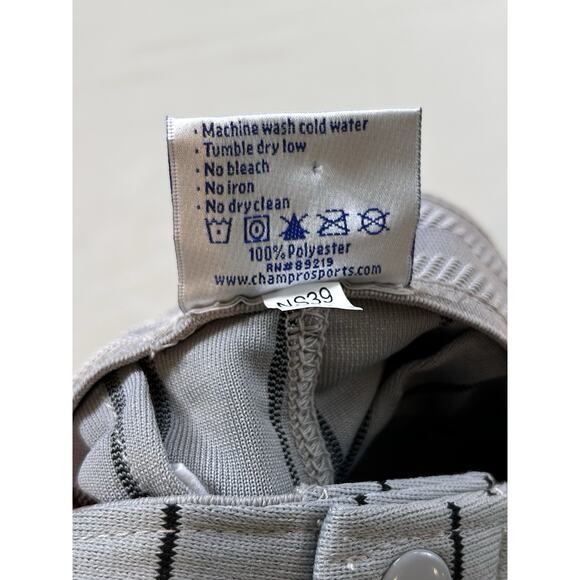 · Machine wash cold water
· Tumble dry low
· No bleach
· No iron
· No dryclean
100% Polyester
RN#89219
www.champrosports.com
NS39